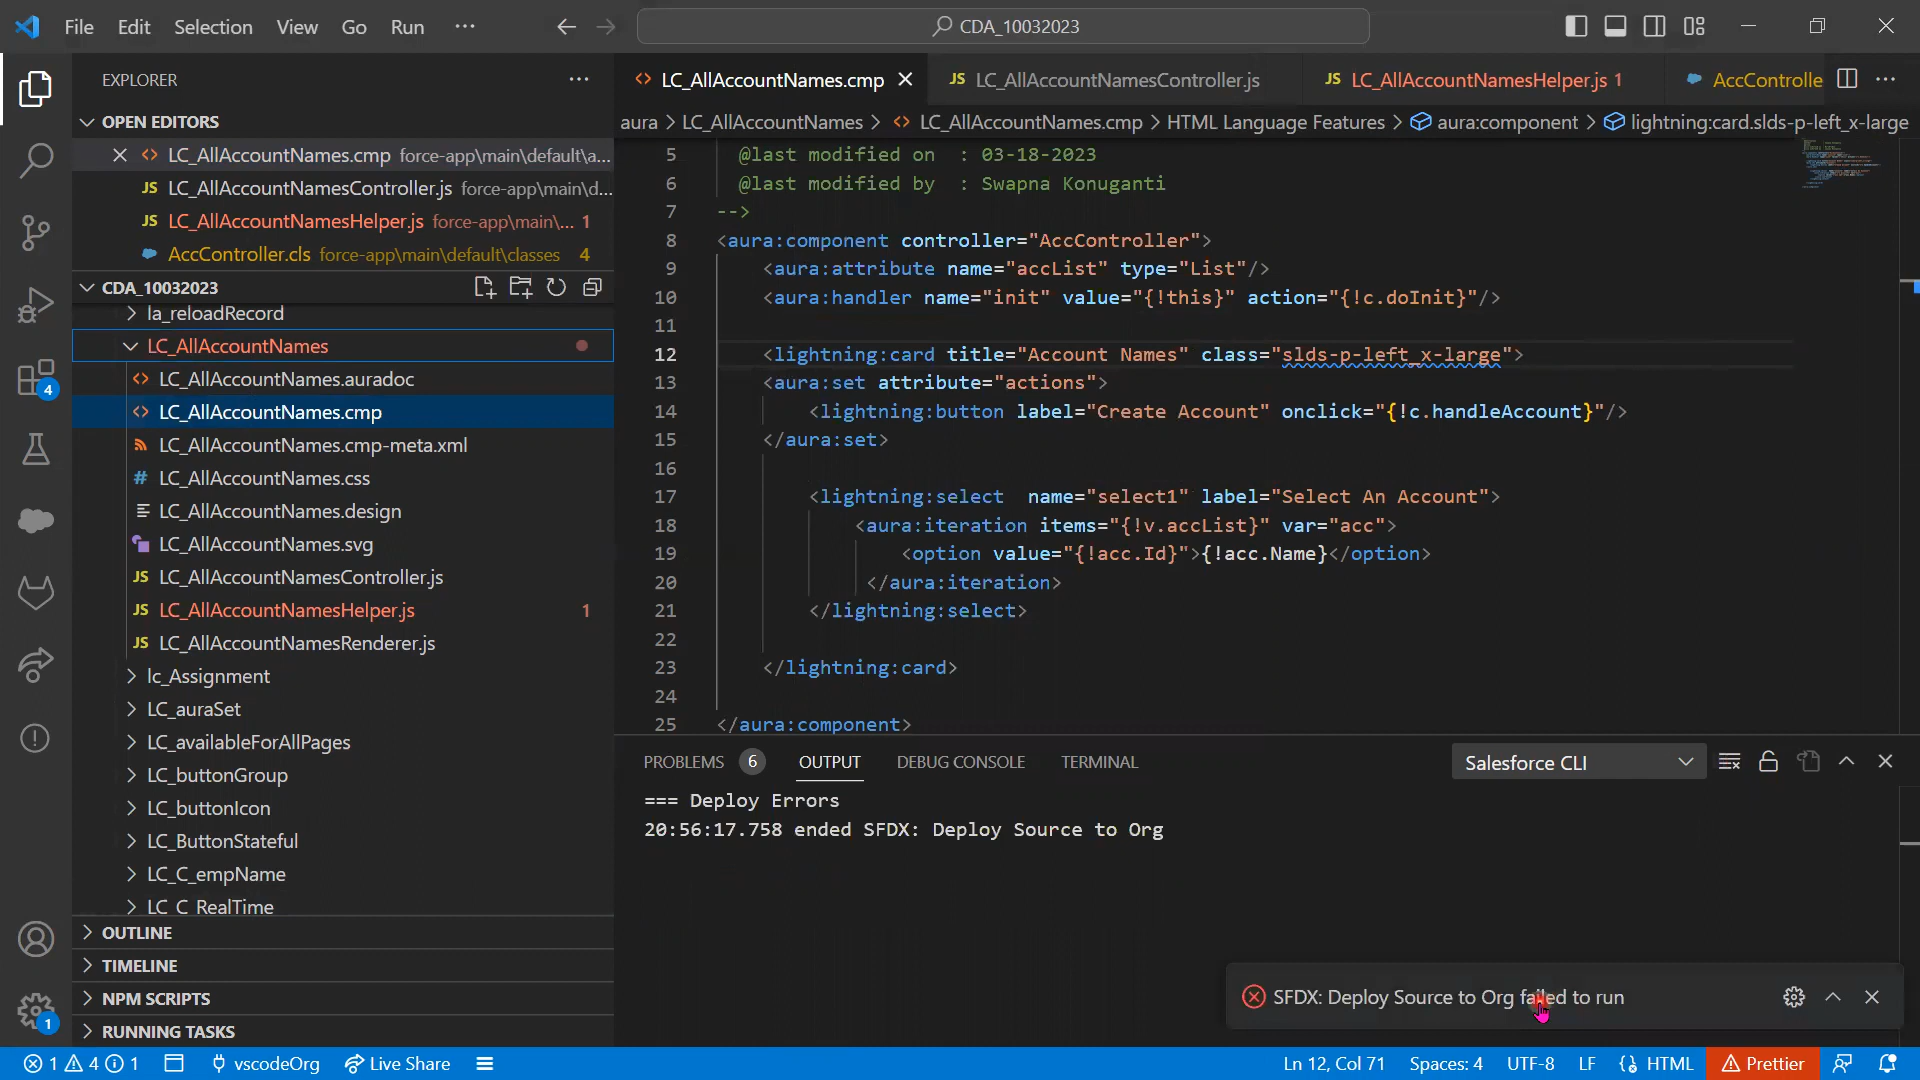 File Edit Selection View Go Run ··· CDA_10032023
EXPLORER
OPEN EDITORS
LC_AllAccountNames.cmp force-app\main\default\a...
LC_AllAccountNamesController.js force-app\main\d...
LC_AllAccountNamesHelper.js force-app\main\... 1
AccController.cls force-app\main\default\classes 4
CDA_10032023
la_reloadRecord
LC_AllAccountNames
LC_AllAccountNames.auradoc
LC_AllAccountNames.cmp
LC_AllAccountNames.cmp-meta.xml
LC_AllAccountNames.css
LC_AllAccountNames.design
LC_AllAccountNames.svg
LC_AllAccountNamesController.js
LC_AllAccountNamesHelper.js 1
LC_AllAccountNamesRenderer.js
lc_Assignment
LC_auraSet
LC_availableForAllPages
LC_buttonGroup
LC_buttonIcon
LC_ButtonStateful
LC_C_empName
LC_C_RealTime
OUTLINE
TIMELINE
NPM SCRIPTS
RUNNING TASKS
4
1
LC_AllAccountNames.cmp JS LC_AllAccountNamesController.js JS LC_AllAccountNamesHelper.js 1 AccControlle
aura > LC_AllAccountNames > LC_AllAccountNames.cmp > HTML Language Features > aura:component > lightning:card.slds-p-left_x-large
5 @last modified on : 03-18-2023
6 @last modified by : Swapna Konuganti
7 -->
8 <aura:component controller="AccController">
9 <aura:attribute name="accList" type="List"/>
10 <aura:handler name="init" value="{!this}" action="{!c.doInit}"/>
11
12 <lightning:card title="Account Names" class="slds-p-left_x-large">
13 <aura:set attribute="actions">
14 <lightning:button label="Create Account" onclick="{!c.handleAccount}"/>
15 </aura:set>
16
17 <lightning:select name="select1" label="Select An Account">
18 <aura:iteration items="{!v.accList}" var="acc">
19 <option value="{!acc.Id}">{!acc.Name}</option>
20 </aura:iteration>
21 </lightning:select>
22
23 </lightning:card>
24
25 </aura:component>
PROBLEMS 6 OUTPUT DEBUG CONSOLE TERMINAL Salesforce CLI
=== Deploy Errors
20:56:17.758 ended SFDX: Deploy Source to Org
SFDX: Deploy Source to Org failed to run
1 4 1 vscodeOrg Live Share Ln 12, Col 71 Spaces: 4 UTF-8 LF {} HTML Prettier